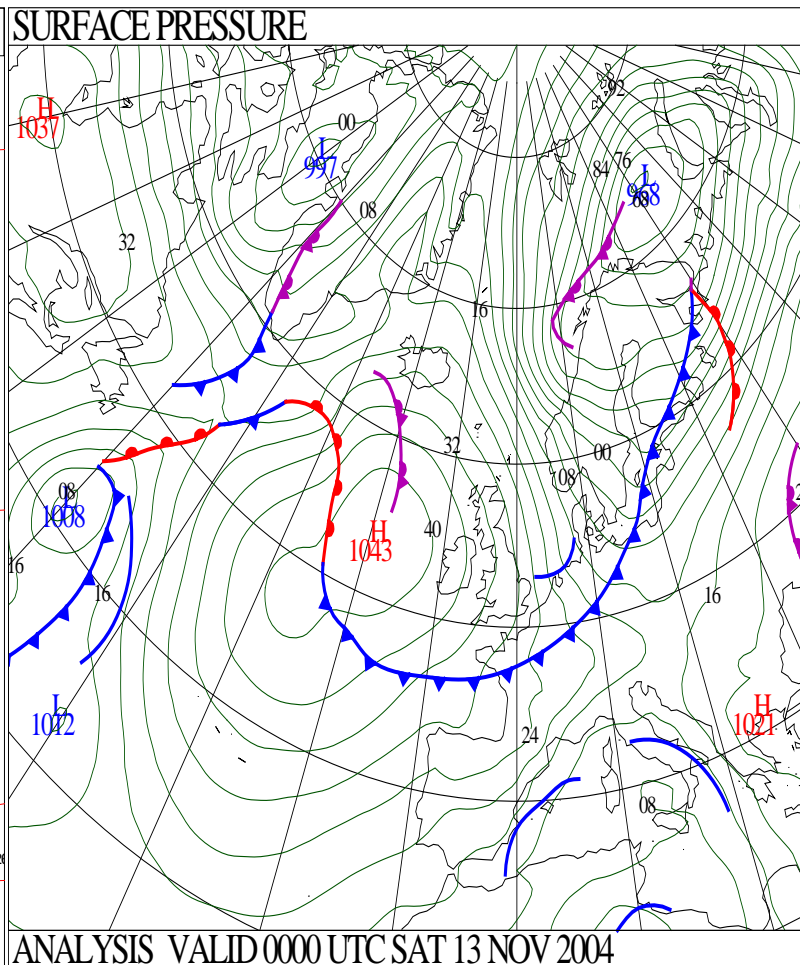 SURFACE PRESSURE
92
H
1037
00
L
997
76
84
L
968
08
32
16
32
00
08
08
L
1008
H
1043
40
16
16
16
L
1012
H
1021
24
08
ANALYSIS VALID 0000 UTC SAT 13 NOV 2004